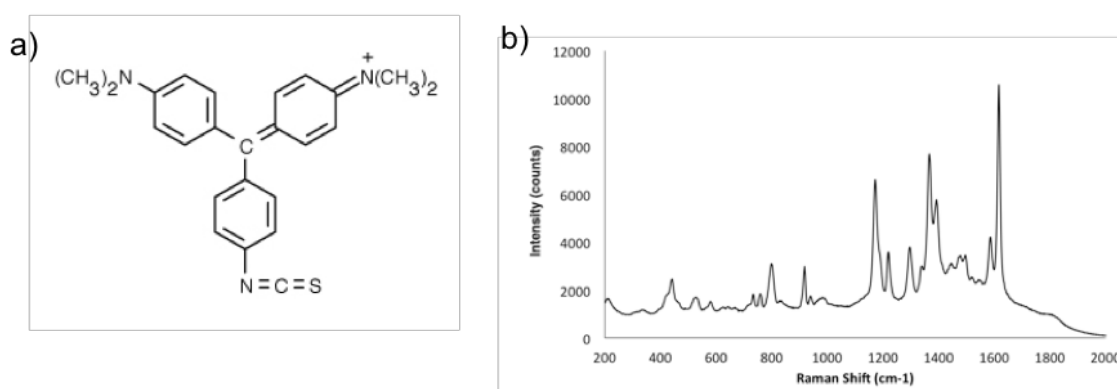 a)
(CH3)2N
+
N(CH3)2
C
N=C=S
b)
12000
10000
8000
6000
4000
2000
0
Intensity (counts)
200 400 600 800 1000 1200 1400 1600 1800 2000
Raman Shift (cm-1)